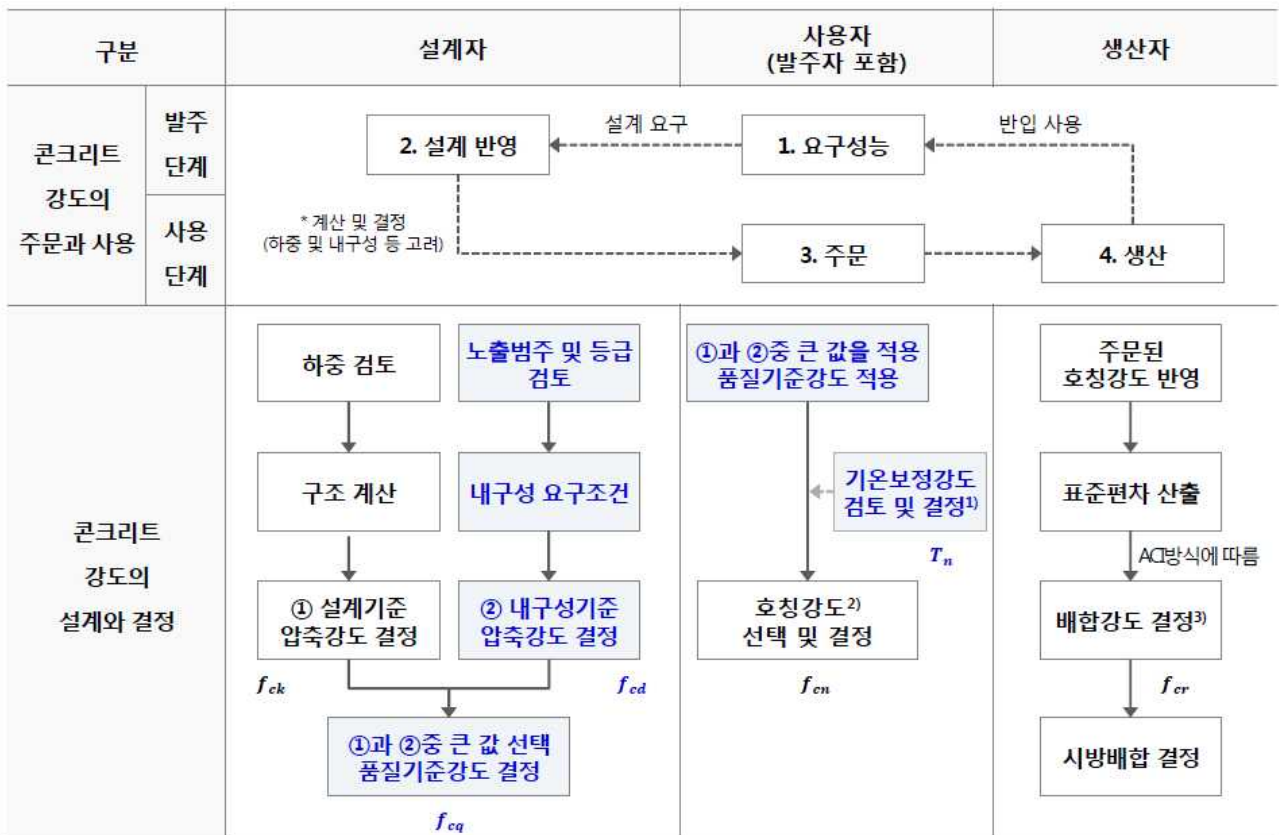 구분
설계자
사용자
(발주자 포함)
생산자
콘크리트
강도의
주문과 사용
발주
단계
사용
단계
2. 설계 반영
설계 요구
1. 요구성능
반입 사용
* 계산 및 결정
(하중 및 내구성 등 고려)
3. 주문
4. 생산
콘크리트
강도의
설계와 결정
하중 검토
구조 계산
① 설계기준
압축강도 결정
f_ck
노출범주 및 등급
검토
내구성 요구조건
② 내구성기준
압축강도 결정
f_cd
①과 ②중 큰 값 선택
품질기준강도 결정
f_cq
①과 ②중 큰 값을 적용
품질기준강도 적용
기온보정강도
검토 및 결정1)
T_n
호칭강도2)
선택 및 결정
f_cn
주문된
호칭강도 반영
표준편차 산출
ACI방식에 따름
배합강도 결정3)
f_cr
시방배합 결정